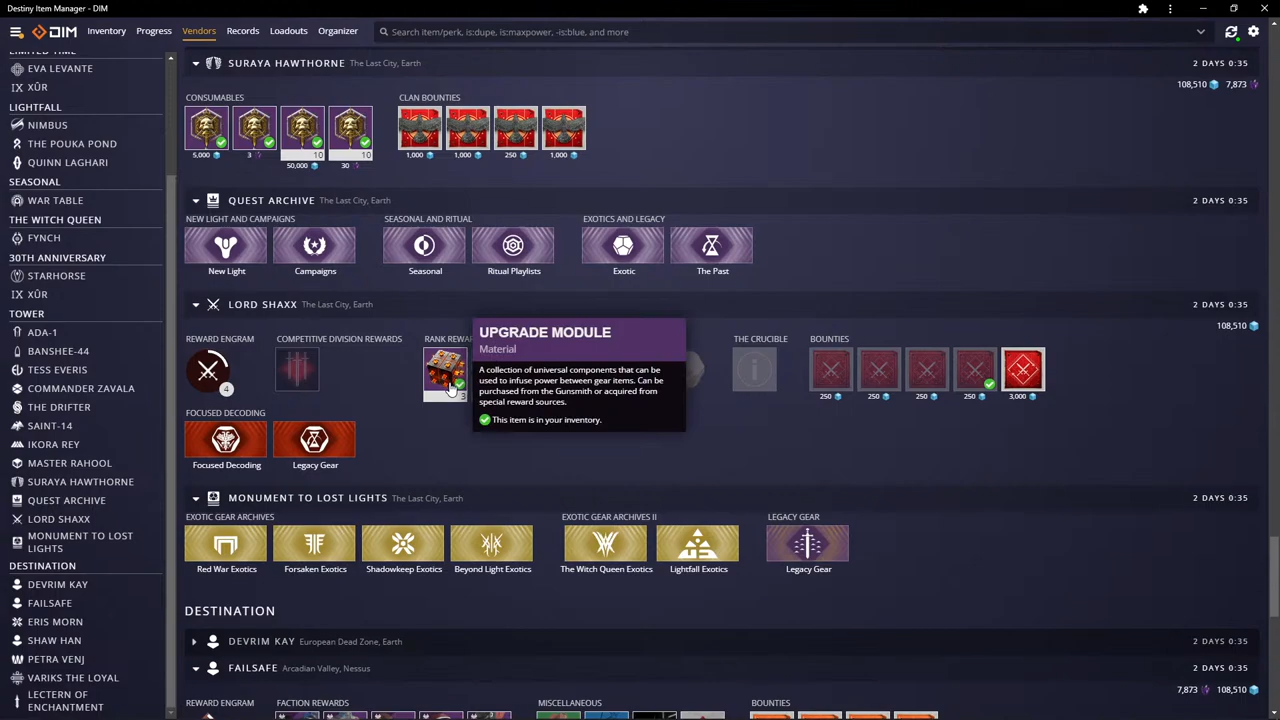 Destiny Item Manager - DIM
DIM
Inventory
Progress
Vendors
Records
Loadouts
Organizer
Search item/perk, is:dupe, is:maxpower, -is:blue, and more
LIMITED TIME
EVA LEVANTE
XÛR
LIGHTFALL
NIMBUS
THE POUKA POND
QUINN LAGHARI
SEASONAL
WAR TABLE
THE WITCH QUEEN
FYNCH
30TH ANNIVERSARY
STARHORSE
XÛR
TOWER
ADA-1
BANSHEE-44
TESS EVERIS
COMMANDER ZAVALA
THE DRIFTER
SAINT-14
IKORA REY
MASTER RAHOOL
SURAYA HAWTHORNE
QUEST ARCHIVE
LORD SHAXX
MONUMENT TO LOST
LIGHTS
DESTINATION
DEVRIM KAY
FAILSAFE
ERIS MORN
SHAW HAN
PETRA VENJ
VARIKS THE LOYAL
LECTERN OF
ENCHANTMENT
SURAYA HAWTHORNE The Last City, Earth 2 DAYS 0:35
108,510 7,873
CONSUMABLES CLAN BOUNTIES
10 10
5,000 3 50,000 30 1,000 1,000 250 1,000
QUEST ARCHIVE The Last City, Earth 2 DAYS 0:35
NEW LIGHT AND CAMPAIGNS SEASONAL AND RITUAL EXOTICS AND LEGACY
New Light Campaigns Seasonal Ritual Playlists Exotic The Past
LORD SHAXX The Last City, Earth 2 DAYS 0:35
108,510
REWARD ENGRAM COMPETITIVE DIVISION REWARDS RANK REWA THE CRUCIBLE BOUNTIES
4 3 250 250 250 250 3,000
UPGRADE MODULE
Material
A collection of universal components that can be
used to infuse power between gear items. Can be
purchased from the Gunsmith or acquired from
special reward sources.
This item is in your inventory.
FOCUSED DECODING
Focused Decoding Legacy Gear
MONUMENT TO LOST LIGHTS The Last City, Earth 2 DAYS 0:35
EXOTIC GEAR ARCHIVES EXOTIC GEAR ARCHIVES II LEGACY GEAR
Red War Exotics Forsaken Exotics Shadowkeep Exotics Beyond Light Exotics The Witch Queen Exotics Lightfall Exotics Legacy Gear
DESTINATION
DEVRIM KAY European Dead Zone, Earth 2 DAYS 0:35
FAILSAFE Arcadian Valley, Nessus 2 DAYS 0:35
7,873 108,510
REWARD ENGRAM FACTION REWARDS MISCELLANEOUS BOUNTIES